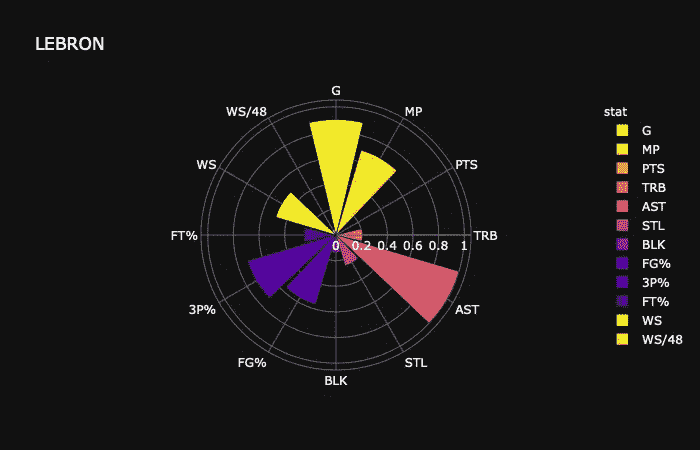 LEBRON
G
MP
PTS
TRB
AST
STL
BLK
FG%
3P%
FT%
WS
WS/48
0 0.2 0.4 0.6 0.8 1
stat
G
MP
PTS
TRB
AST
STL
BLK
FG%
3P%
FT%
WS
WS/48